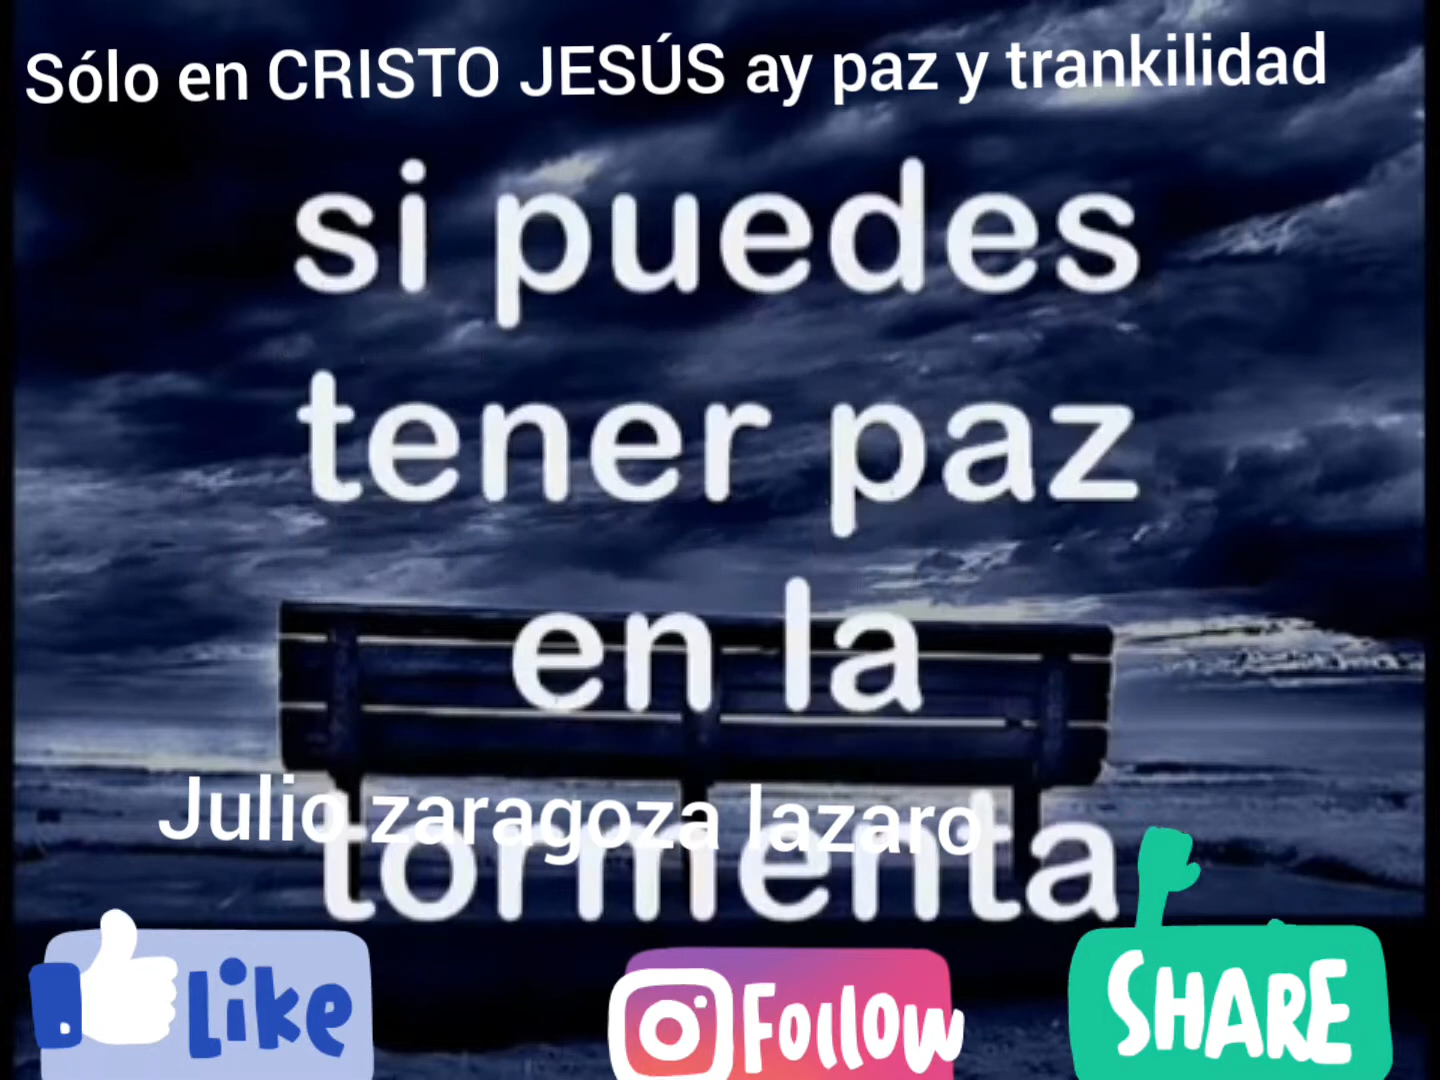 Sólo en CRISTO JESÚS ay paz y trankilidad
si puedes
tener paz
en la
Julio zaragoza lazaro
tormenta
Like
Follow
SHARE